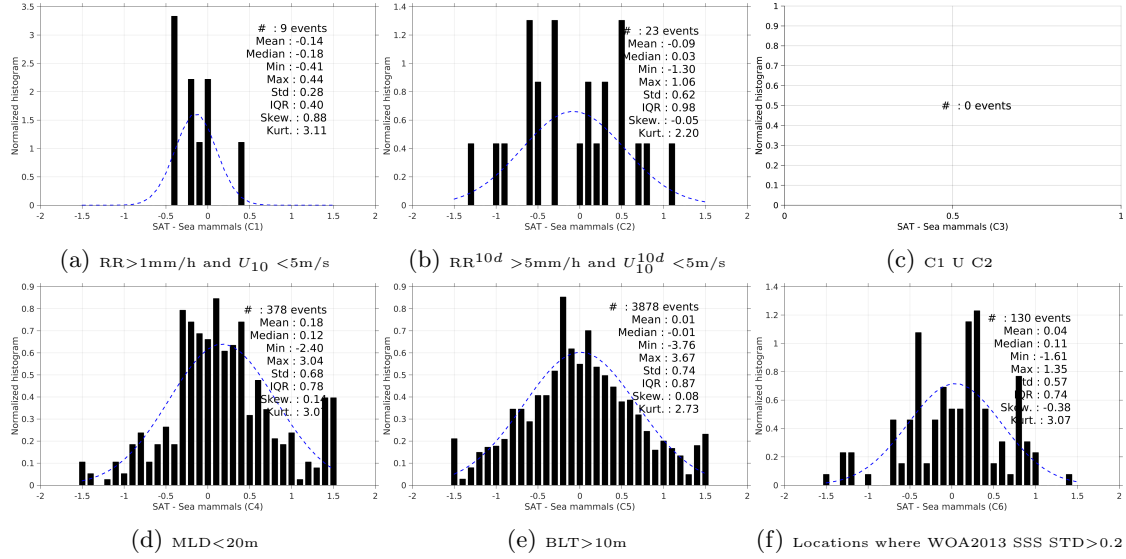 Normalized histogram
3.5
3
2.5
2
1.5
1
0.5
0
-2 -1.5 -1 -0.5 0 0.5 1 1.5 2
# : 9 events
Mean : -0.14
Median : -0.18
Min : -0.41
Max : 0.44
Std : 0.28
IQR : 0.40
Skew. : 0.88
Kurt. : 3.11
SAT - Sea mammals (C1)
(a) RR>1mm/h and U10 <5m/s
Normalized histogram
1.4
1.2
1
0.8
0.6
0.4
0.2
0
-2 -1.5 -1 -0.5 0 0.5 1 1.5 2
# : 23 events
Mean : -0.09
Median : 0.03
Min : -1.30
Max : 1.06
Std : 0.62
IQR : 0.98
Skew. : -0.05
Kurt. : 2.20
SAT - Sea mammals (C2)
(b) RR10d >5mm/h and U10 10d <5m/s
Normalized histogram
1
0.9
0.8
0.7
0.6
0.5
0.4
0.3
0.2
0.1
0
0 0.5 1
# : 0 events
SAT - Sea mammals (C3)
(c) C1 U C2
Normalized histogram
0.9
0.8
0.7
0.6
0.5
0.4
0.3
0.2
0.1
0
-2 -1.5 -1 -0.5 0 0.5 1 1.5 2
# : 378 events
Mean : 0.18
Median : 0.12
Min : -2.40
Max : 3.04
Std : 0.68
IQR : 0.78
Skew. : 0.14
Kurt. : 3.07
SAT - Sea mammals (C4)
(d) MLD<20m
Normalized histogram
0.9
0.8
0.7
0.6
0.5
0.4
0.3
0.2
0.1
0
-2 -1.5 -1 -0.5 0 0.5 1 1.5 2
# : 3878 events
Mean : 0.01
Median : -0.01
Min : -3.76
Max : 3.67
Std : 0.74
IQR : 0.87
Skew. : 0.08
Kurt. : 2.73
SAT - Sea mammals (C5)
(e) BLT>10m
Normalized histogram
1.4
1.2
1
0.8
0.6
0.4
0.2
0
-2 -1.5 -1 -0.5 0 0.5 1 1.5 2
# : 130 events
Mean : 0.04
Median : 0.11
Min : -1.61
Max : 1.35
Std : 0.57
IQR : 0.74
Skew. : -0.38
Kurt. : 3.07
SAT - Sea mammals (C6)
(f) Locations where WOA2013 SSS STD>0.2